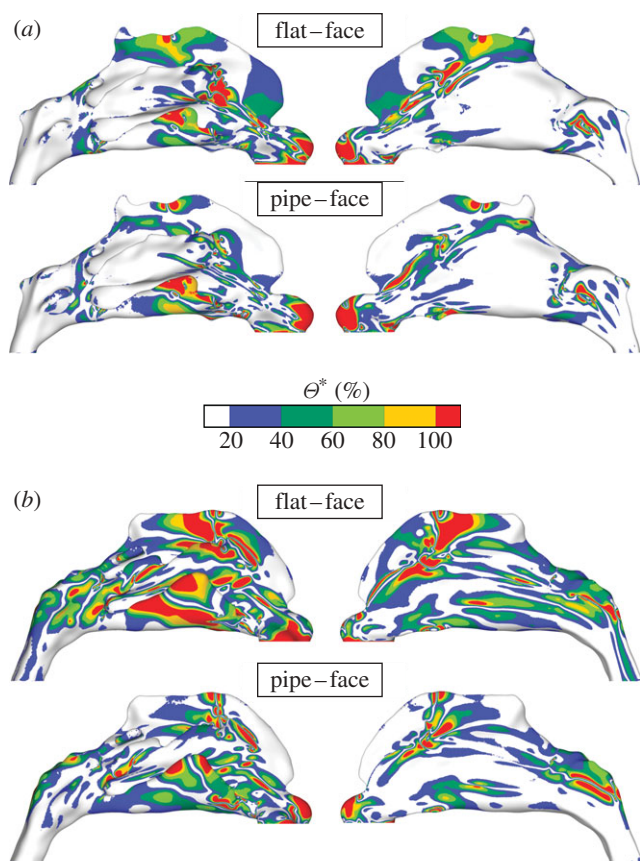 (a)
flat–face
pipe–face
Θ* (%)
20 40 60 80 100
(b)
flat–face
pipe–face